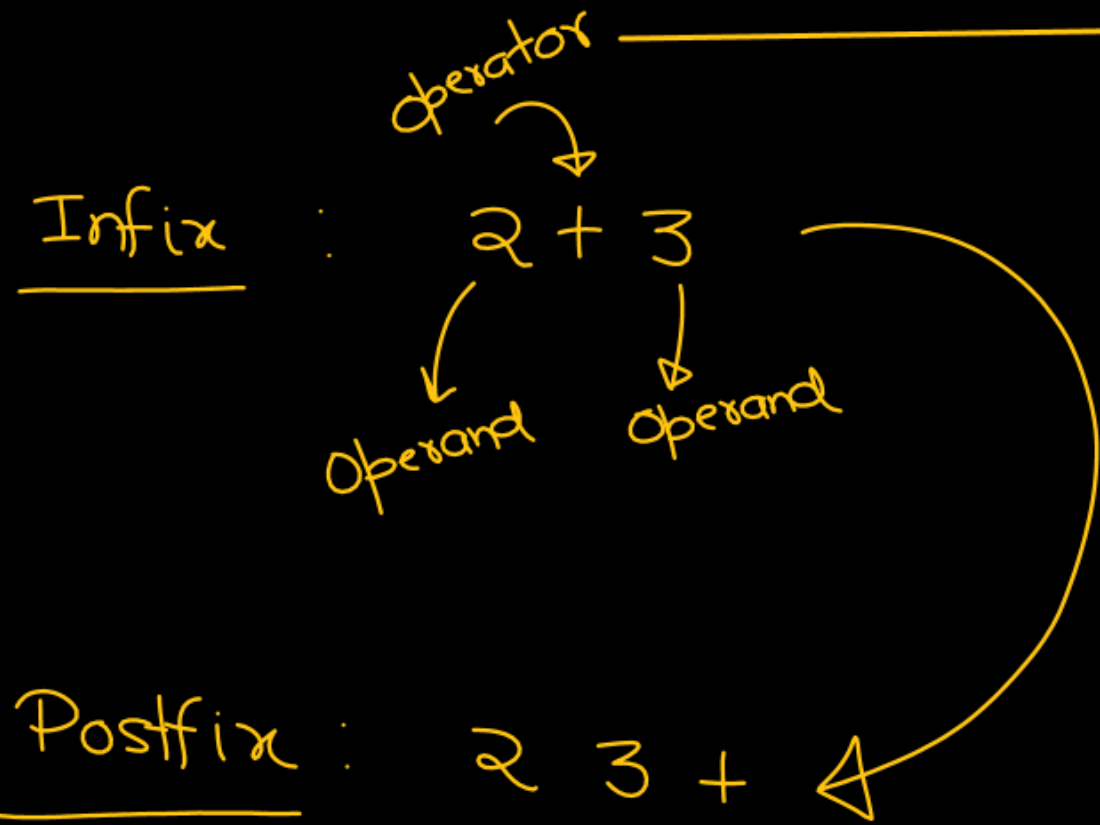 Operator
Infix : 2 + 3
Operand Operand
Postfix : 2 3 +